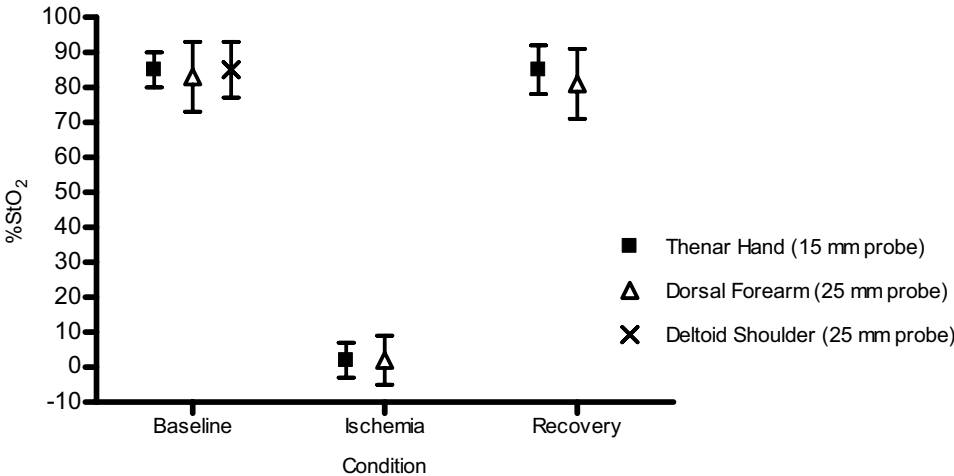 100
90
80
70
60
50
40
30
20
10
0
-10
%StO2
Baseline Ischemia Recovery
Condition
Thenar Hand (15 mm probe)
Dorsal Forearm (25 mm probe)
Deltoid Shoulder (25 mm probe)